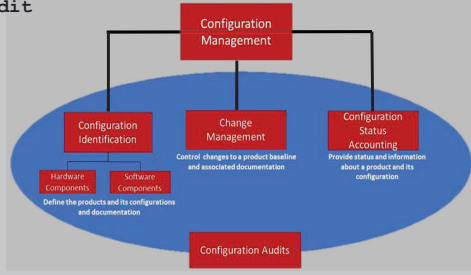 dit
Configuration
Management
Configuration
Identification
Change
Management
Configuration
Status
Accounting
Control changes to a product baseline
and associated documentation
Provide status and information
about a product and its
configuration
Hardware
Components
Software
Components
Define the products and its configurations
and documentation
Configuration Audits